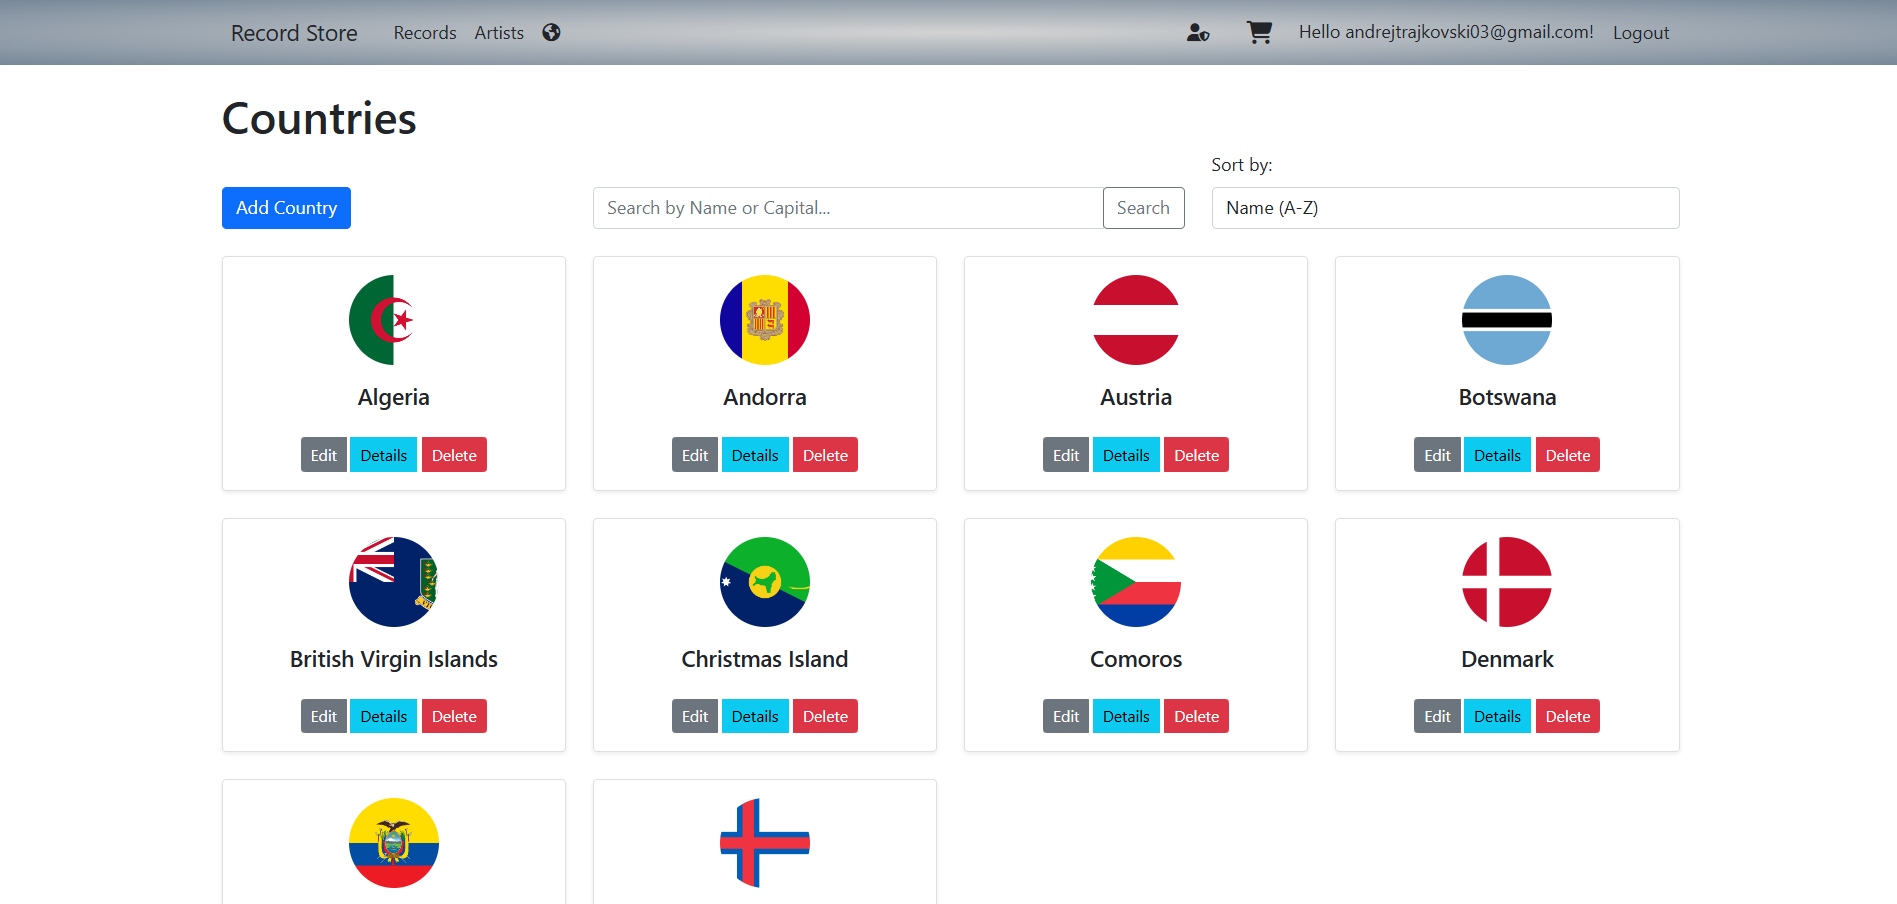 Record Store Records Artists Hello andrejtrajkovski03@gmail.com! Logout
Countries
Sort by:
Add Country Search by Name or Capital... Search Name (A-Z)
Algeria Andorra Austria Botswana
Edit Details Delete Edit Details Delete Edit Details Delete Edit Details Delete
British Virgin Islands Christmas Island Comoros Denmark
Edit Details Delete Edit Details Delete Edit Details Delete Edit Details Delete